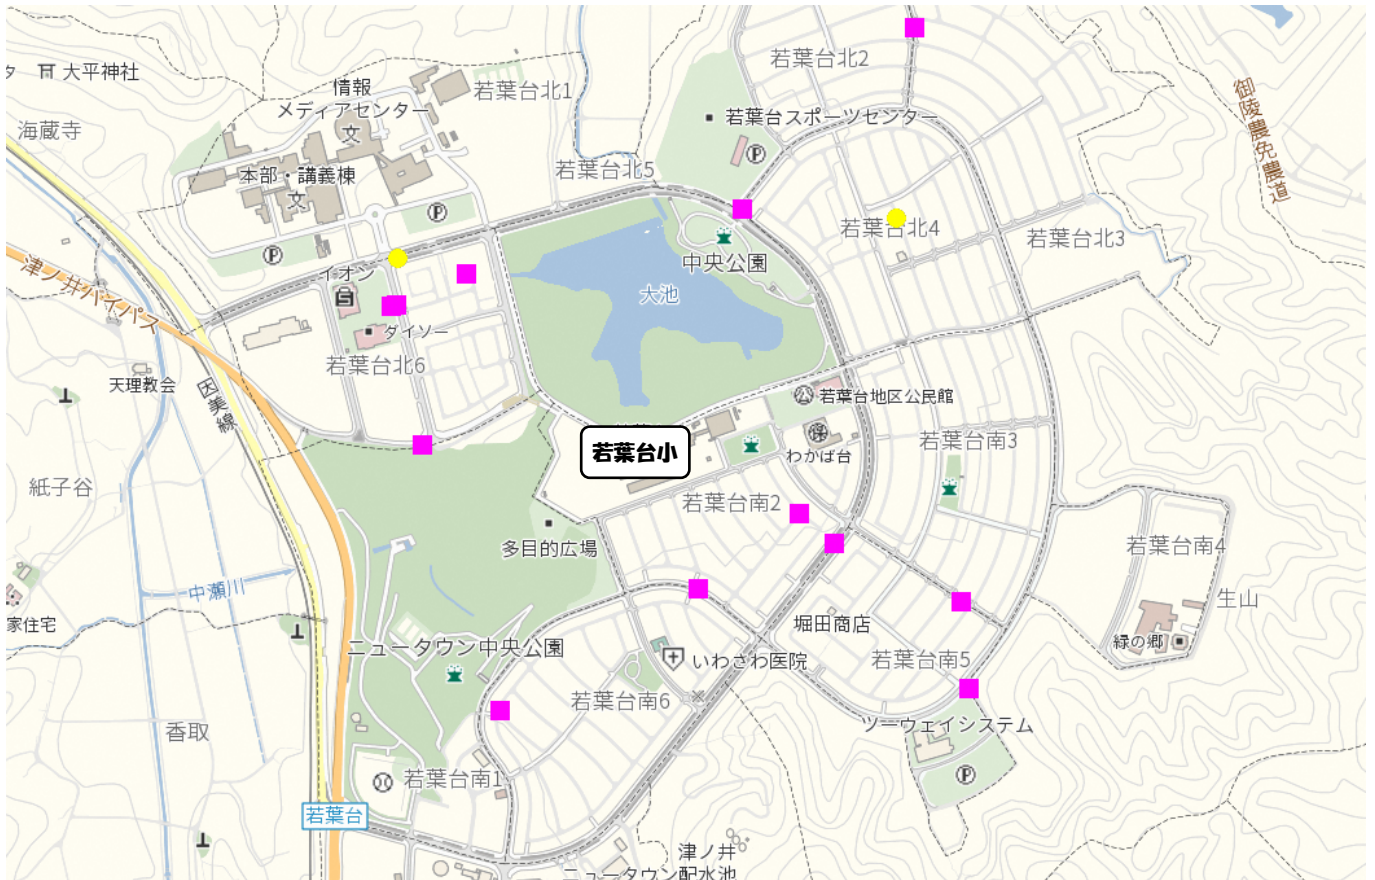 若葉台北2
タ
大平神社
情報
メディアセンター
文
若葉台北1
御陵農免農道
海蔵寺
若葉台スポーツセンター
P
若葉台北5
本部・講義棟
文
P
若葉台北4
若葉台北3
P
津ノ井バイパス
イオン
中央公園
大池
ダイソー
若葉台北6
天理教会
因美線
若葉台地区公民館
若葉台小
わかば台
若葉台南3
紙子谷
若葉台南2
多目的広場
若葉台南4
中瀬川
生山
家住宅
堀田商店
緑の郷
ニュータウン中央公園
いわさわ医院
若葉台南5
若葉台南6
ツーウェイシステム
香取
若葉台南1
P
若葉台
津ノ井
ニュータウン配水池